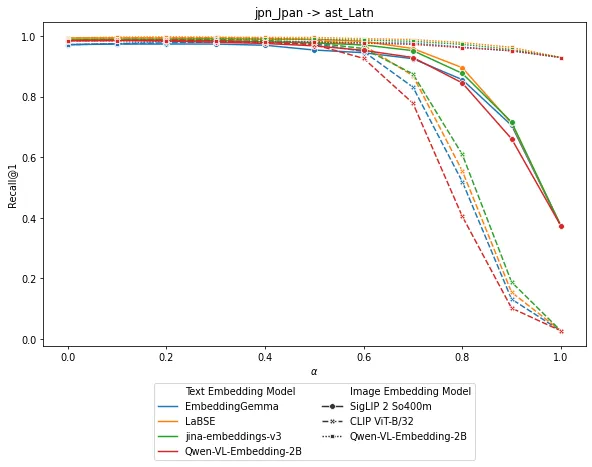 jpn_Jpan -> ast_Latn
Recall@1
1.0
0.8
0.6
0.4
0.2
0.0
0.0 0.2 0.4 0.6 0.8 1.0
α
Text Embedding Model
EmbeddingGemma
LaBSE
jina-embeddings-v3
Qwen-VL-Embedding-2B
Image Embedding Model
SigLIP 2 So400m
CLIP ViT-B/32
Qwen-VL-Embedding-2B